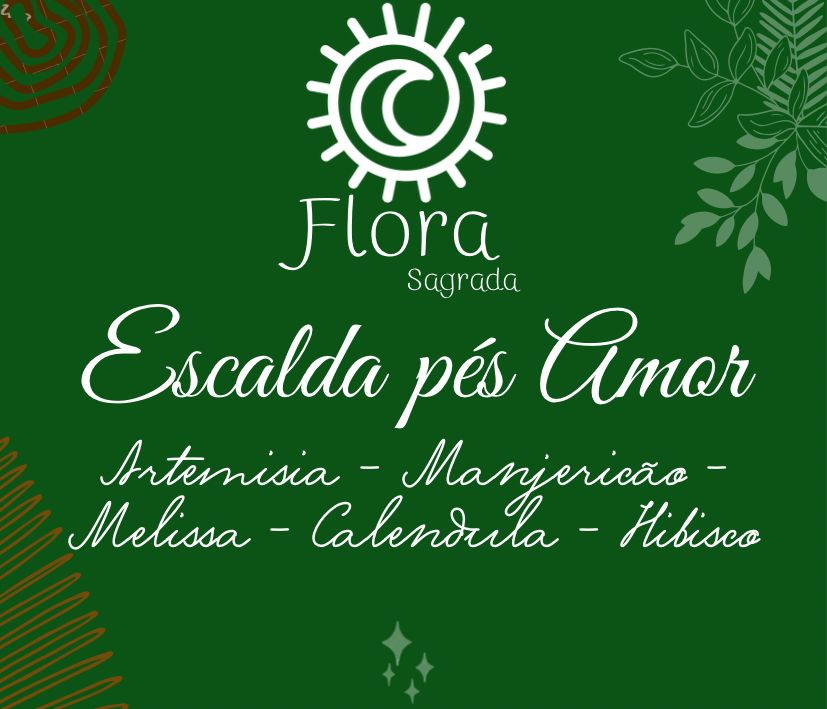 Flora
Sagrada
Escalda pés Amor
Artemisia - Manjericão -
Melissa - Calendula - Hibisco